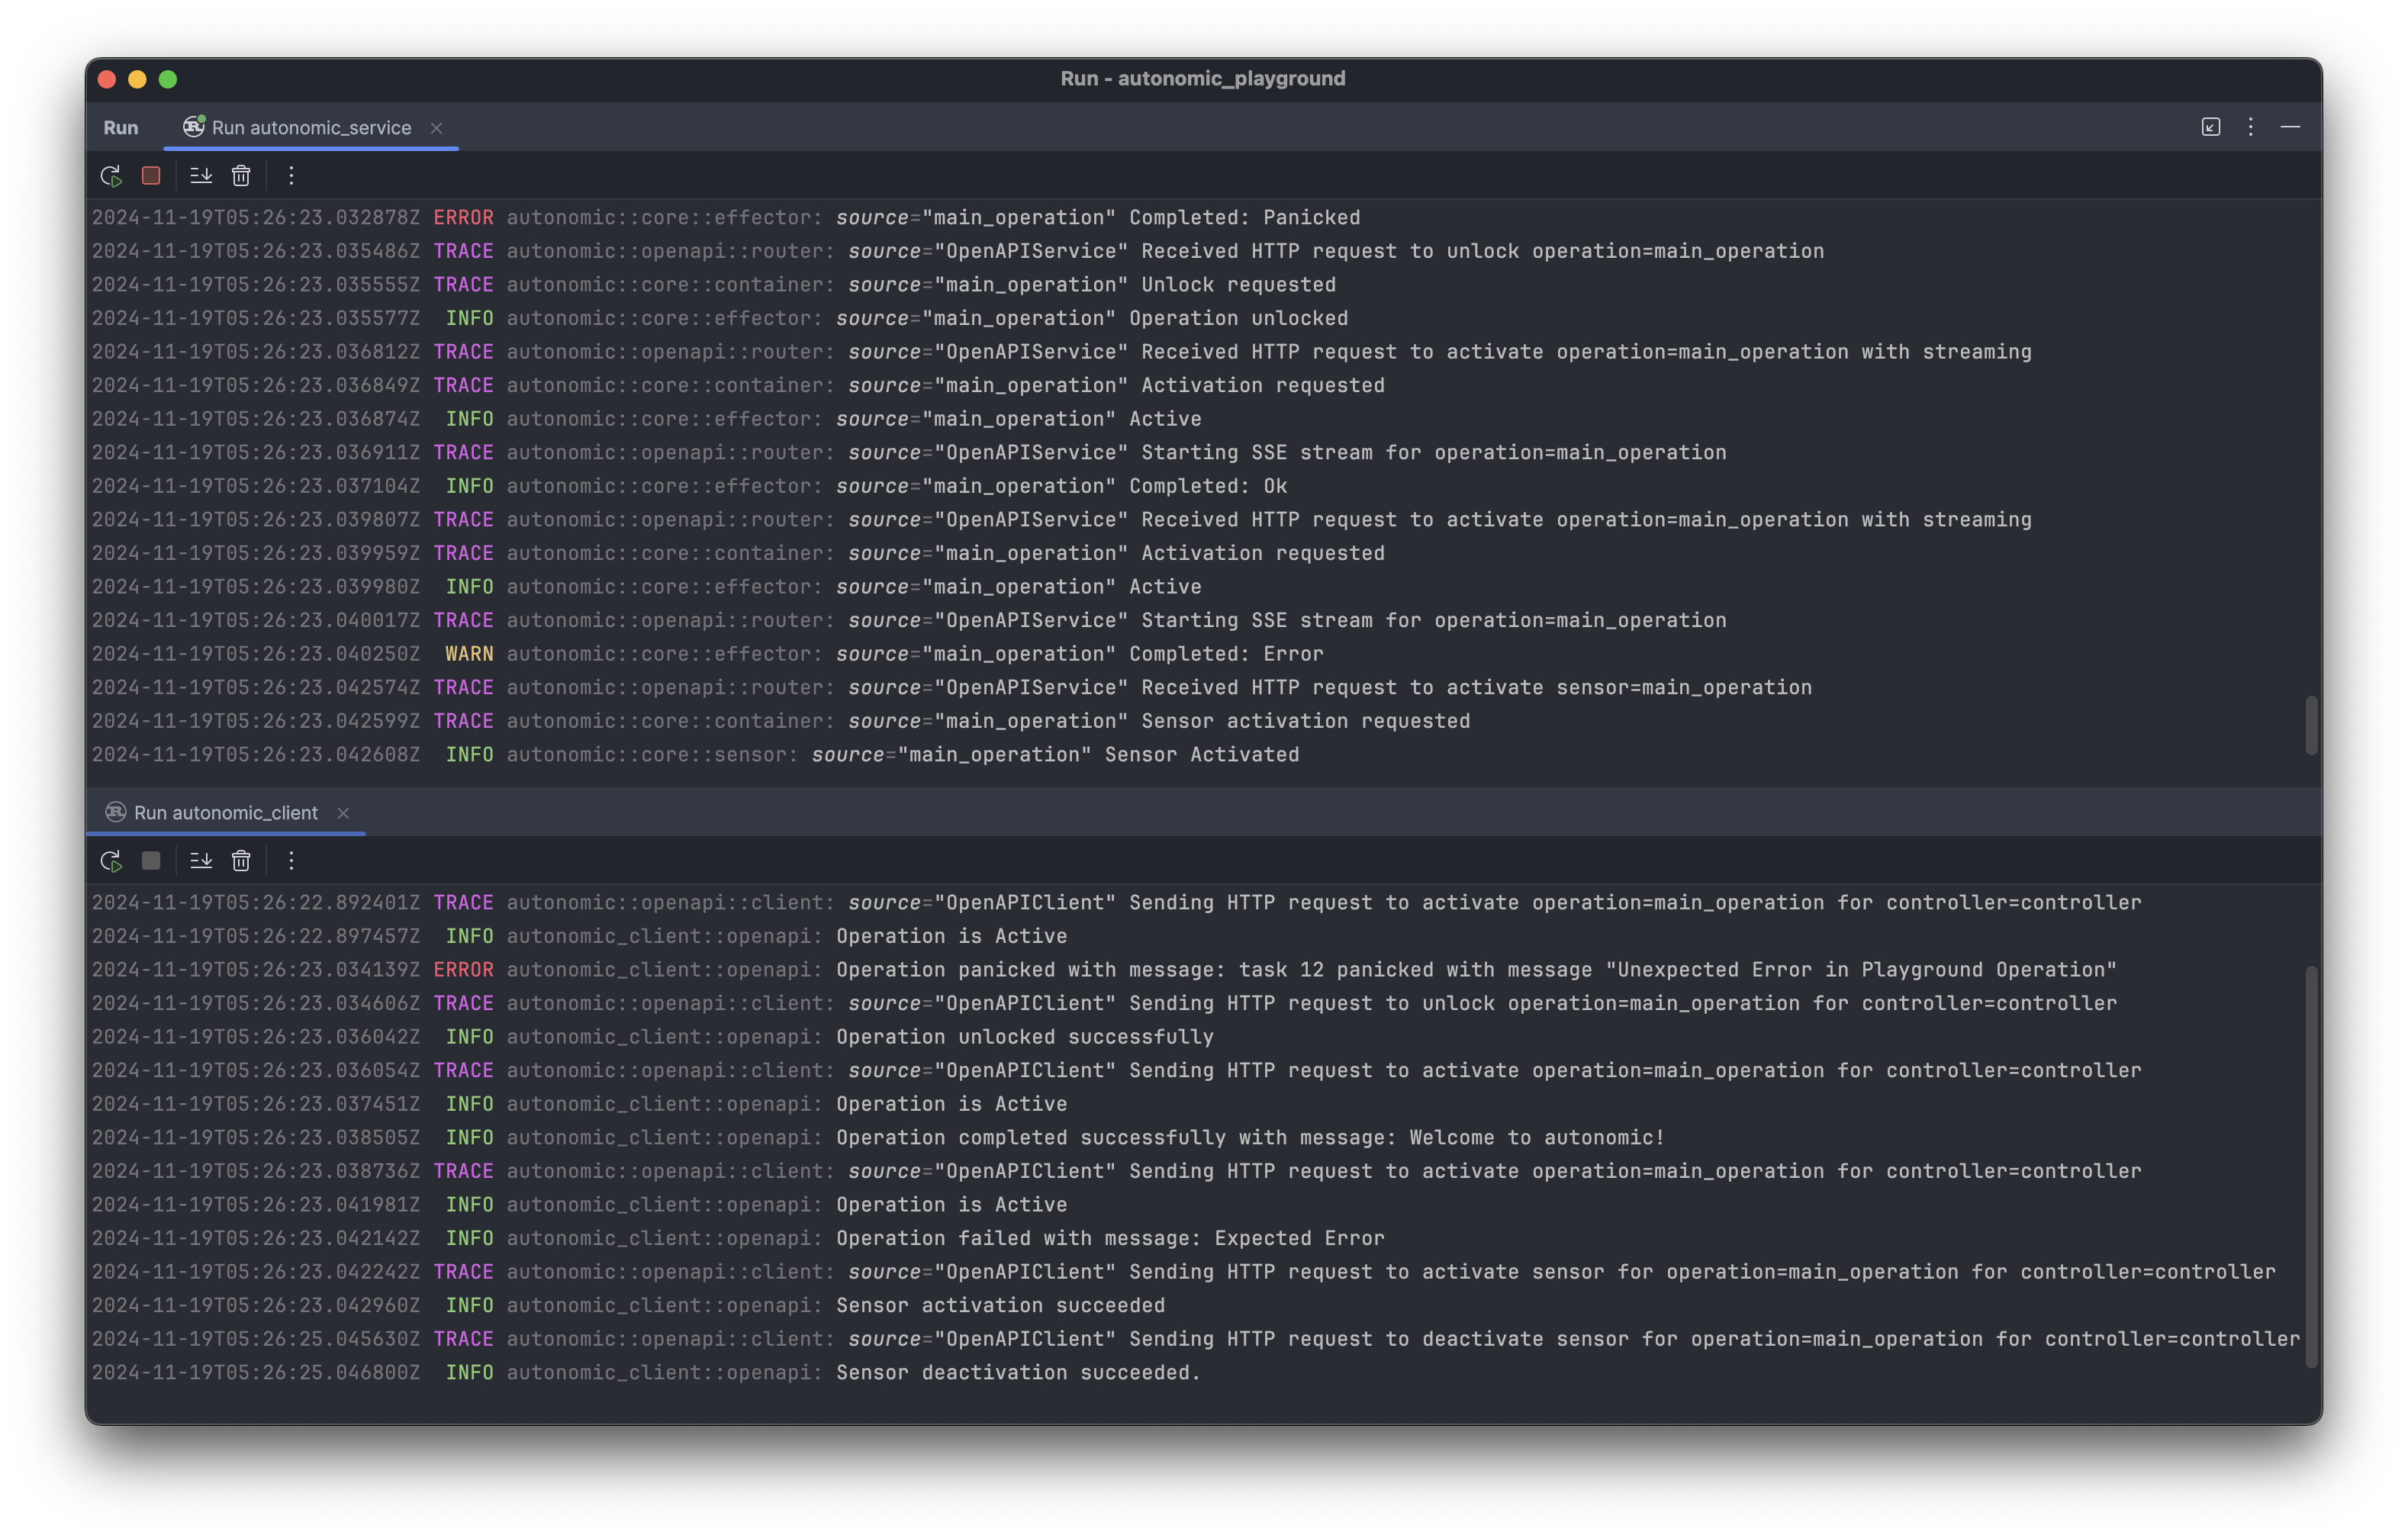 Run - autonomic_playground
Run Run autonomic_service
2024-11-19T05:26:23.032878Z ERROR autonomic::core::effector: source="main_operation" Completed: Panicked
2024-11-19T05:26:23.035486Z TRACE autonomic::openapi::router: source="OpenAPIService" Received HTTP request to unlock operation=main_operation
2024-11-19T05:26:23.035555Z TRACE autonomic::core::container: source="main_operation" Unlock requested
2024-11-19T05:26:23.035577Z INFO autonomic::core::effector: source="main_operation" Operation unlocked
2024-11-19T05:26:23.036812Z TRACE autonomic::openapi::router: source="OpenAPIService" Received HTTP request to activate operation=main_operation with streaming
2024-11-19T05:26:23.036849Z TRACE autonomic::core::container: source="main_operation" Activation requested
2024-11-19T05:26:23.036874Z INFO autonomic::core::effector: source="main_operation" Active
2024-11-19T05:26:23.036911Z TRACE autonomic::openapi::router: source="OpenAPIService" Starting SSE stream for operation=main_operation
2024-11-19T05:26:23.037104Z INFO autonomic::core::effector: source="main_operation" Completed: Ok
2024-11-19T05:26:23.039807Z TRACE autonomic::openapi::router: source="OpenAPIService" Received HTTP request to activate operation=main_operation with streaming
2024-11-19T05:26:23.039959Z TRACE autonomic::core::container: source="main_operation" Activation requested
2024-11-19T05:26:23.039980Z INFO autonomic::core::effector: source="main_operation" Active
2024-11-19T05:26:23.040017Z TRACE autonomic::openapi::router: source="OpenAPIService" Starting SSE stream for operation=main_operation
2024-11-19T05:26:23.040250Z WARN autonomic::core::effector: source="main_operation" Completed: Error
2024-11-19T05:26:23.042574Z TRACE autonomic::openapi::router: source="OpenAPIService" Received HTTP request to activate sensor=main_operation
2024-11-19T05:26:23.042599Z TRACE autonomic::core::container: source="main_operation" Sensor activation requested
2024-11-19T05:26:23.042608Z INFO autonomic::core::sensor: source="main_operation" Sensor Activated
Run autonomic_client
2024-11-19T05:26:22.892401Z TRACE autonomic::openapi::client: source="OpenAPIClient" Sending HTTP request to activate operation=main_operation for controller=controller
2024-11-19T05:26:22.897457Z INFO autonomic_client::openapi: Operation is Active
2024-11-19T05:26:23.034139Z ERROR autonomic_client::openapi: Operation panicked with message: task 12 panicked with message "Unexpected Error in Playground Operation"
2024-11-19T05:26:23.034606Z TRACE autonomic::openapi::client: source="OpenAPIClient" Sending HTTP request to unlock operation=main_operation for controller=controller
2024-11-19T05:26:23.036042Z INFO autonomic_client::openapi: Operation unlocked successfully
2024-11-19T05:26:23.036054Z TRACE autonomic::openapi::client: source="OpenAPIClient" Sending HTTP request to activate operation=main_operation for controller=controller
2024-11-19T05:26:23.037451Z INFO autonomic_client::openapi: Operation is Active
2024-11-19T05:26:23.038505Z INFO autonomic_client::openapi: Operation completed successfully with message: Welcome to autonomic!
2024-11-19T05:26:23.038736Z TRACE autonomic::openapi::client: source="OpenAPIClient" Sending HTTP request to activate operation=main_operation for controller=controller
2024-11-19T05:26:23.041981Z INFO autonomic_client::openapi: Operation is Active
2024-11-19T05:26:23.042142Z INFO autonomic_client::openapi: Operation failed with message: Expected Error
2024-11-19T05:26:23.042242Z TRACE autonomic::openapi::client: source="OpenAPIClient" Sending HTTP request to activate sensor for operation=main_operation for controller=controller
2024-11-19T05:26:23.042960Z INFO autonomic_client::openapi: Sensor activation succeeded
2024-11-19T05:26:25.045630Z TRACE autonomic::openapi::client: source="OpenAPIClient" Sending HTTP request to deactivate sensor for operation=main_operation for controller=controller
2024-11-19T05:26:25.046800Z INFO autonomic_client::openapi: Sensor deactivation succeeded.